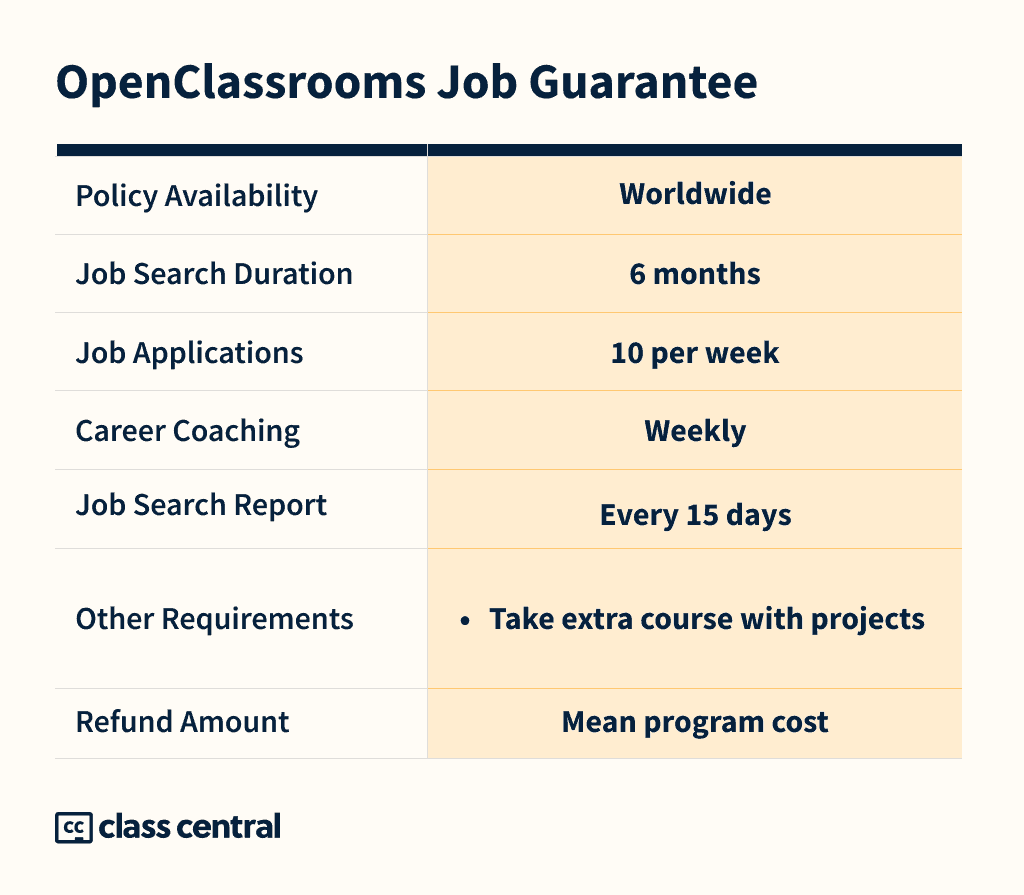 OpenClassrooms Job Guarantee
Policy Availability Worldwide
Job Search Duration 6 months
Job Applications 10 per week
Career Coaching Weekly
Job Search Report Every 15 days
Other Requirements • Take extra course with projects
Refund Amount Mean program cost
cc class central